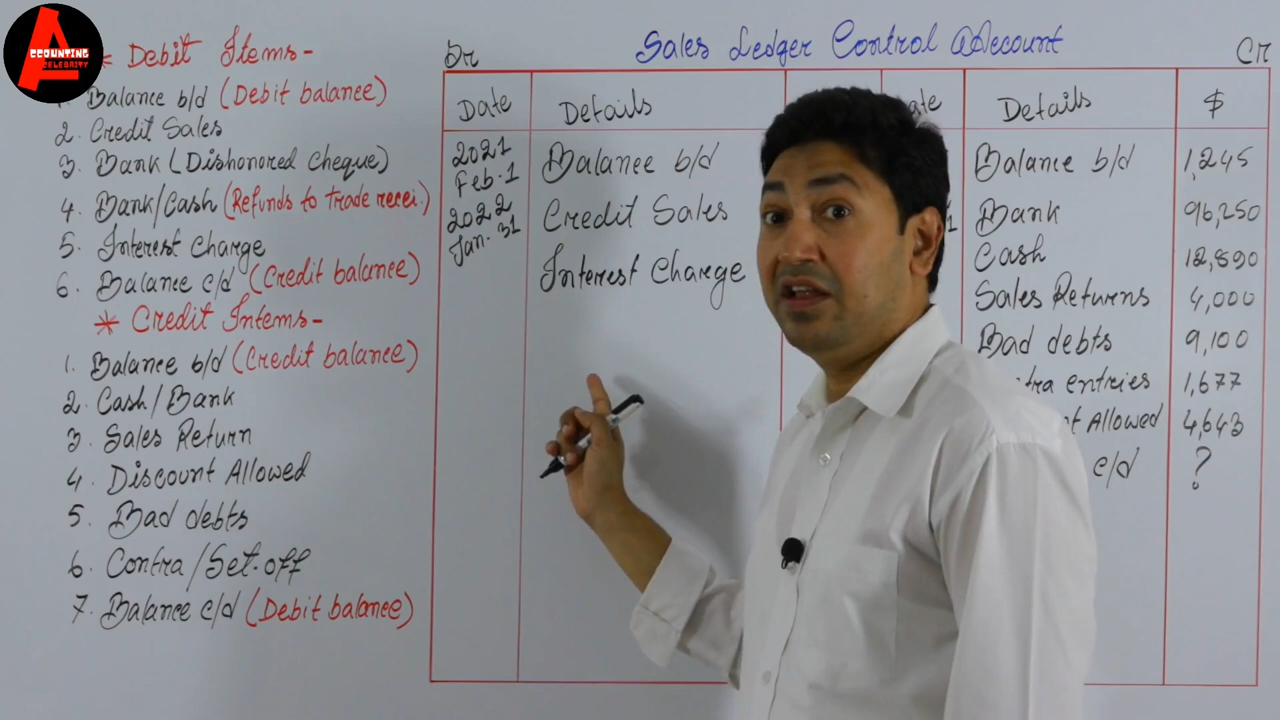 ACCOUNTING
CELEBRITY
* Debit Items-
1. Balance b/d (Debit balance)
2. Credit Sales
3. Bank (Dishonored cheque)
4. Bank/Cash (Refunds to trade recei.)
5. Interest Charge
6. Balance c/d (Credit balance)
* Credit Intems-
1. Balance b/d (Credit balance)
2. Cash/Bank
3. Sales Return
4. Discount Allowed
5. Bad debts
6. Contra/Set-off
7. Balance c/d (Debit balance)
Dr Sales Ledger Control Account Cr
Date Details Details $
2021
Feb. 1 Balance b/d Balance b/d 1,245
2022
Jan. 31 Credit Sales Bank 96,250
Interest Charge Cash 12,890
Sales Returns 4,000
Bad debts 9,100
entries 1,677
Allowed 4,643
c/d ?